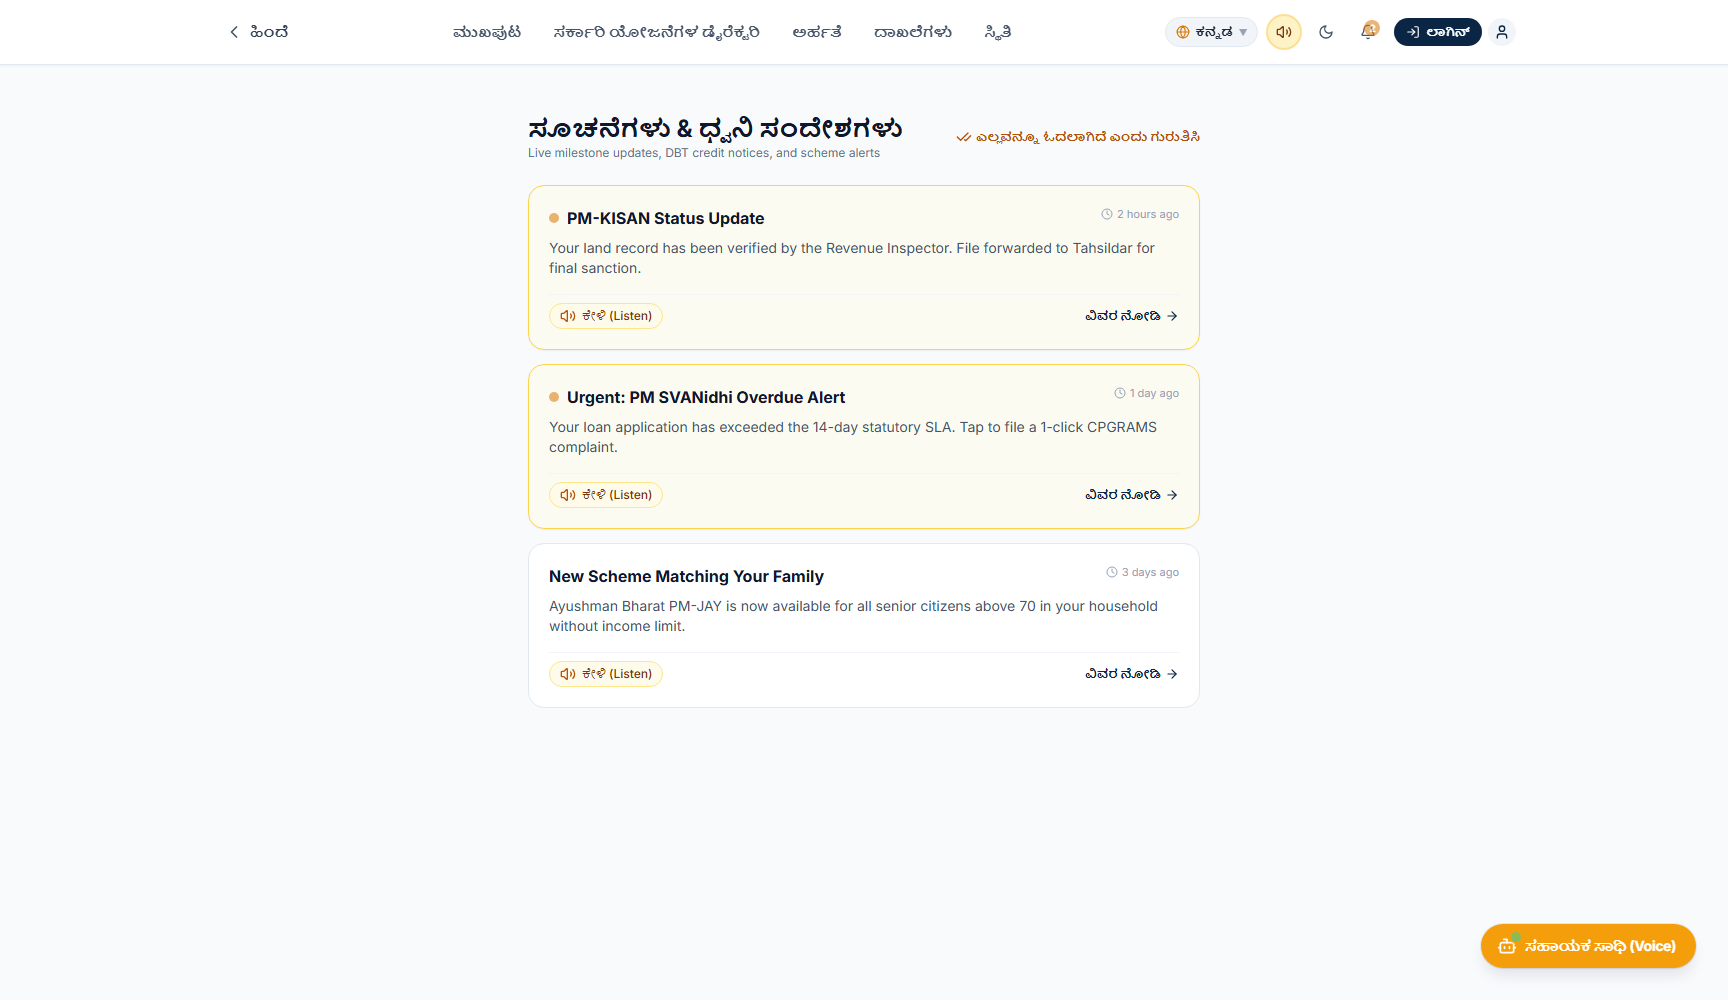 ಹಿಂದೆ
ಮುಖಪುಟ
ಸರ್ಕಾರಿ ಯೋಜನೆಗಳ ಡೈರೆಕ್ಟರಿ
ಅರ್ಹತೆ
ದಾಖಲೆಗಳು
ಸ್ಥಿತಿ
ಕನ್ನಡ ▼
ಲಾಗಿನ್
ಸೂಚನೆಗಳು & ಧ್ವನಿ ಸಂದೇಶಗಳು
Live milestone updates, DBT credit notices, and scheme alerts
ಎಲ್ಲವನ್ನೂ ಓದಲಾಗಿದೆ ಎಂದು ಗುರುತಿಸಿ
PM-KISAN Status Update
2 hours ago
Your land record has been verified by the Revenue Inspector. File forwarded to Tahsildar for
final sanction.
ಕೇಳಿ (Listen)
ವಿವರ ನೋಡಿ →
Urgent: PM SVANidhi Overdue Alert
1 day ago
Your loan application has exceeded the 14-day statutory SLA. Tap to file a 1-click CPGRAMS
complaint.
ಕೇಳಿ (Listen)
ವಿವರ ನೋಡಿ →
New Scheme Matching Your Family
3 days ago
Ayushman Bharat PM-JAY is now available for all senior citizens above 70 in your household
without income limit.
ಕೇಳಿ (Listen)
ವಿವರ ನೋಡಿ →
ಸಹಾಯಕ ಸಾಥಿ (Voice)